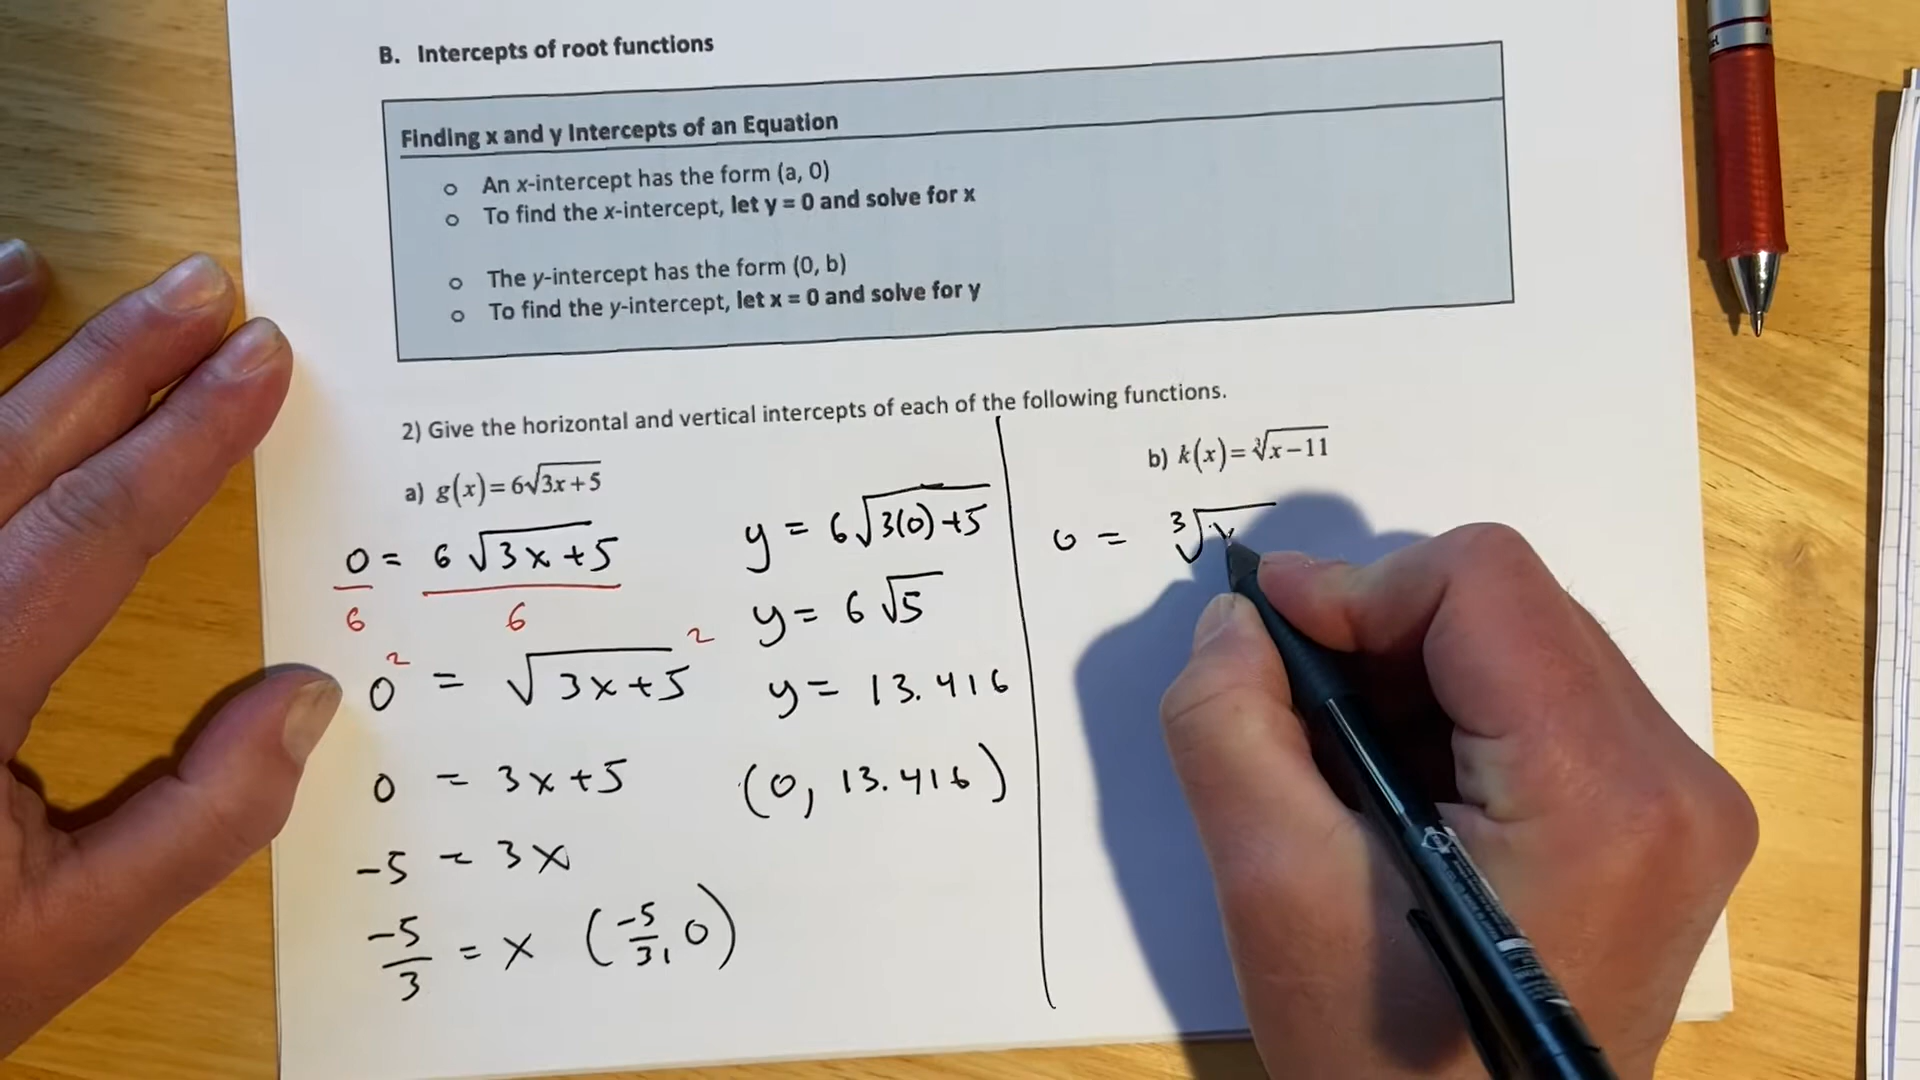 B. Intercepts of root functions
Finding x and y Intercepts of an Equation
o An x-intercept has the form (a, 0)
o To find the x-intercept, let y = 0 and solve for x
o The y-intercept has the form (0, b)
o To find the y-intercept, let x = 0 and solve for y
2) Give the horizontal and vertical intercepts of each of the following functions.
a) g(x)=6√3x+5
0 = 6 √3x+5
6 6
0² = √3x+5 ²
0 = 3x+5
-5 = 3x
-5/3 = x (-5/3, 0)
y = 6√3(0)+5
y = 6√5
y = 13.416
(0, 13.416)
b) k(x)=∛x−11
0 = ∛x